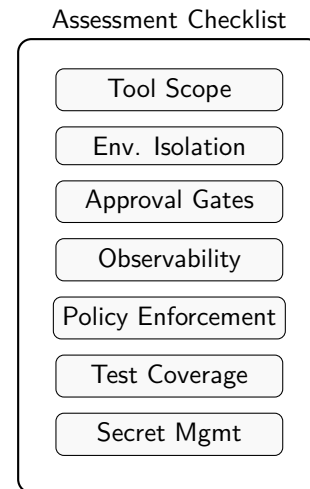 Assessment Checklist
Tool Scope
Env. Isolation
Approval Gates
Observability
Policy Enforcement
Test Coverage
Secret Mgmt